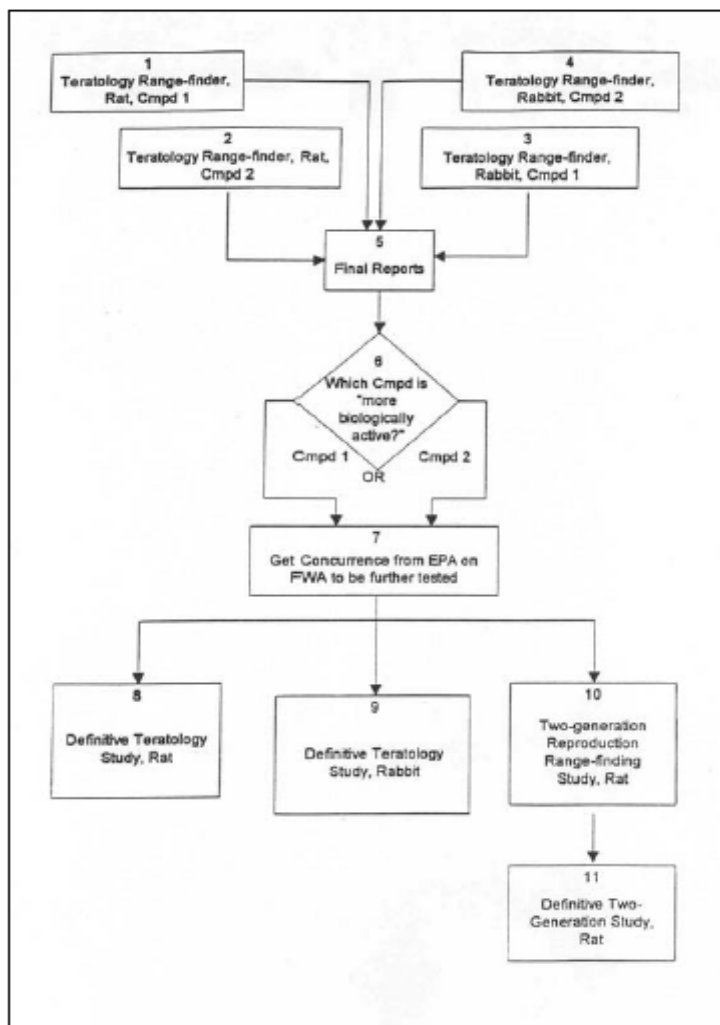 1
Teratology Range-finder,
Rat, Cmpd 1
4
Teratology Range-finder,
Rabbit, Cmpd 2
2
Teratology Range-finder, Rat,
Cmpd 2
3
Teratology Range-finder,
Rabbit, Cmpd 1
5
Final Reports
6
Which Cmpd is
"more
biologically
active?"
Cmpd 1
Cmpd 2
OR
7
Get Concurrence from EPA on
FWA to be further tested
8
Definitive Teratology
Study, Rat
9
Definitive Teratology
Study, Rabbit
10
Two-generation
Reproduction
Range-finding
Study, Rat
11
Definitive Two-
Generation Study,
Rat